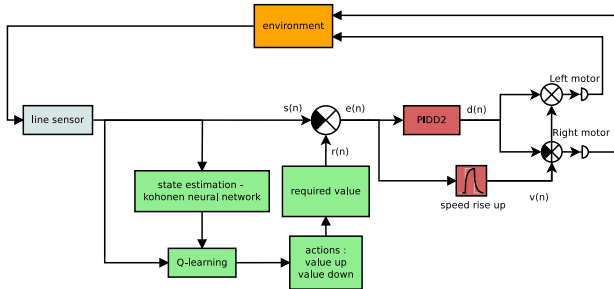 environment
Left motor
line sensor
s(n)
e(n)
PIDD2
d(n)
r(n)
Right motor
state estimation -
kohonen neural network
required value
speed rise up
v(n)
Q-learning
actions :
value up
value down